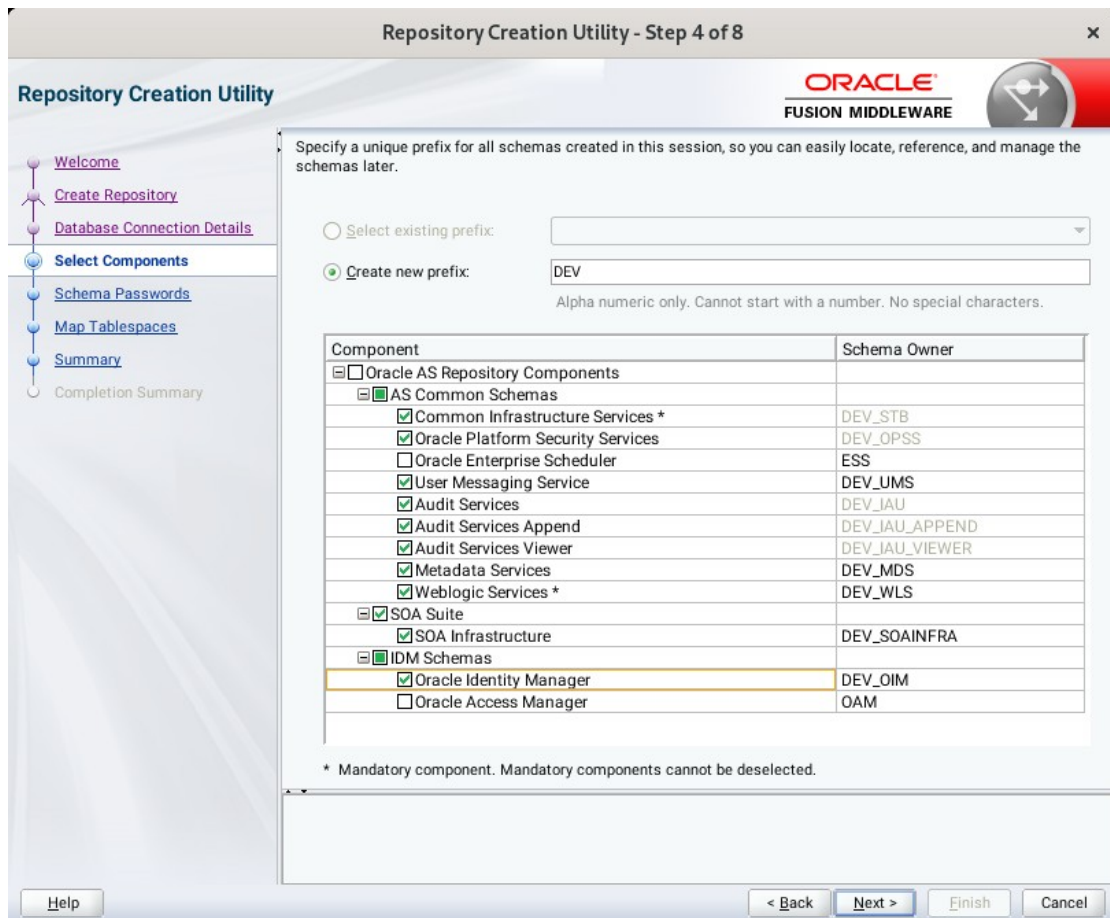 Repository Creation Utility - Step 4 of 8
Repository Creation Utility
ORACLE
FUSION MIDDLEWARE
Welcome
Create Repository
Database Connection Details
Select Components
Schema Passwords
Map Tablespaces
Summary
Completion Summary
Specify a unique prefix for all schemas created in this session, so you can easily locate, reference, and manage the
schemas later.
Select existing prefix:
Create new prefix: DEV
Alpha numeric only. Cannot start with a number. No special characters.
Component Schema Owner
Oracle AS Repository Components
AS Common Schemas
Common Infrastructure Services * DEV_STB
Oracle Platform Security Services DEV_OPSS
Oracle Enterprise Scheduler ESS
User Messaging Service DEV_UMS
Audit Services DEV_IAU
Audit Services Append DEV_IAU_APPEND
Audit Services Viewer DEV_IAU_VIEWER
Metadata Services DEV_MDS
Weblogic Services * DEV_WLS
SOA Suite
SOA Infrastructure DEV_SOAINFRA
IDM Schemas
Oracle Identity Manager DEV_OIM
Oracle Access Manager OAM
* Mandatory component. Mandatory components cannot be deselected.
Help < Back Next > Finish Cancel